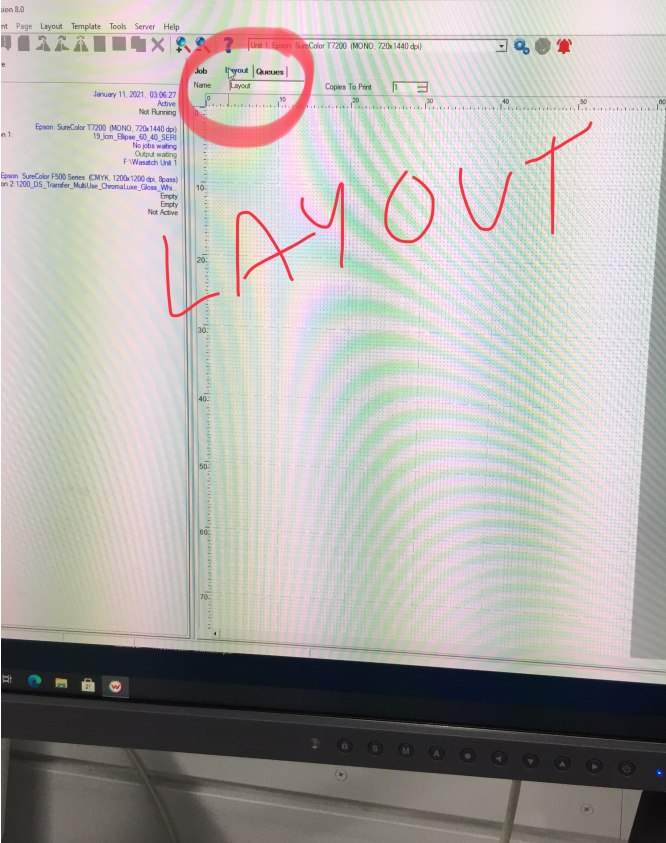 sion 8.0
nt Page Layout Template Tools Server Help
Unit 1: Epson SureColor T7200 (MONO, 720x1440 dpi)
e
Job Layout Queues
Name Layout Copies To Print 1
January 11, 2021, 03:06:27
Active
Not Running
0 10 20 30 40 50 60
0
Epson SureColor T7200 (MONO, 720x1440 dpi)
n 1: 19_lcm_Ellipse_60_40_SERI
No jobs waiting
Output waiting
F:\Wasatch Unit 1
Epson SureColor F500 Series (CMYK, 1200x1200 dpi, 8pass)
on 2: 1200_DS_Transfer_MultiUse_ChromaLuxe_Gloss_Whi...
Empty
Empty
Not Active
10
20
30
40
50
70
LAYOUT
S M A